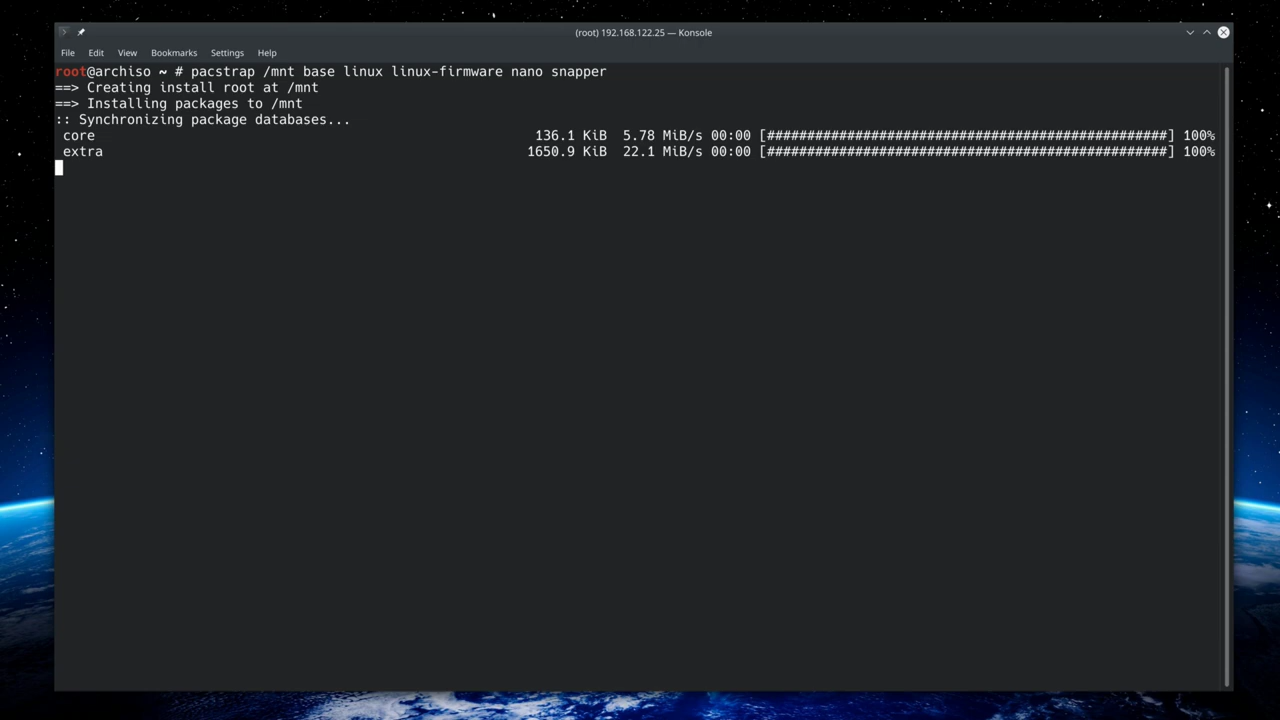 (root) 192.168.122.25 — Konsole
File Edit View Bookmarks Settings Help
root@archiso ~ # pacstrap /mnt base linux linux-firmware nano snapper
==> Creating install root at /mnt
==> Installing packages to /mnt
:: Synchronizing package databases...
core 136.1 KiB 5.78 MiB/s 00:00 [##################################################] 100%
extra 1650.9 KiB 22.1 MiB/s 00:00 [##################################################] 100%